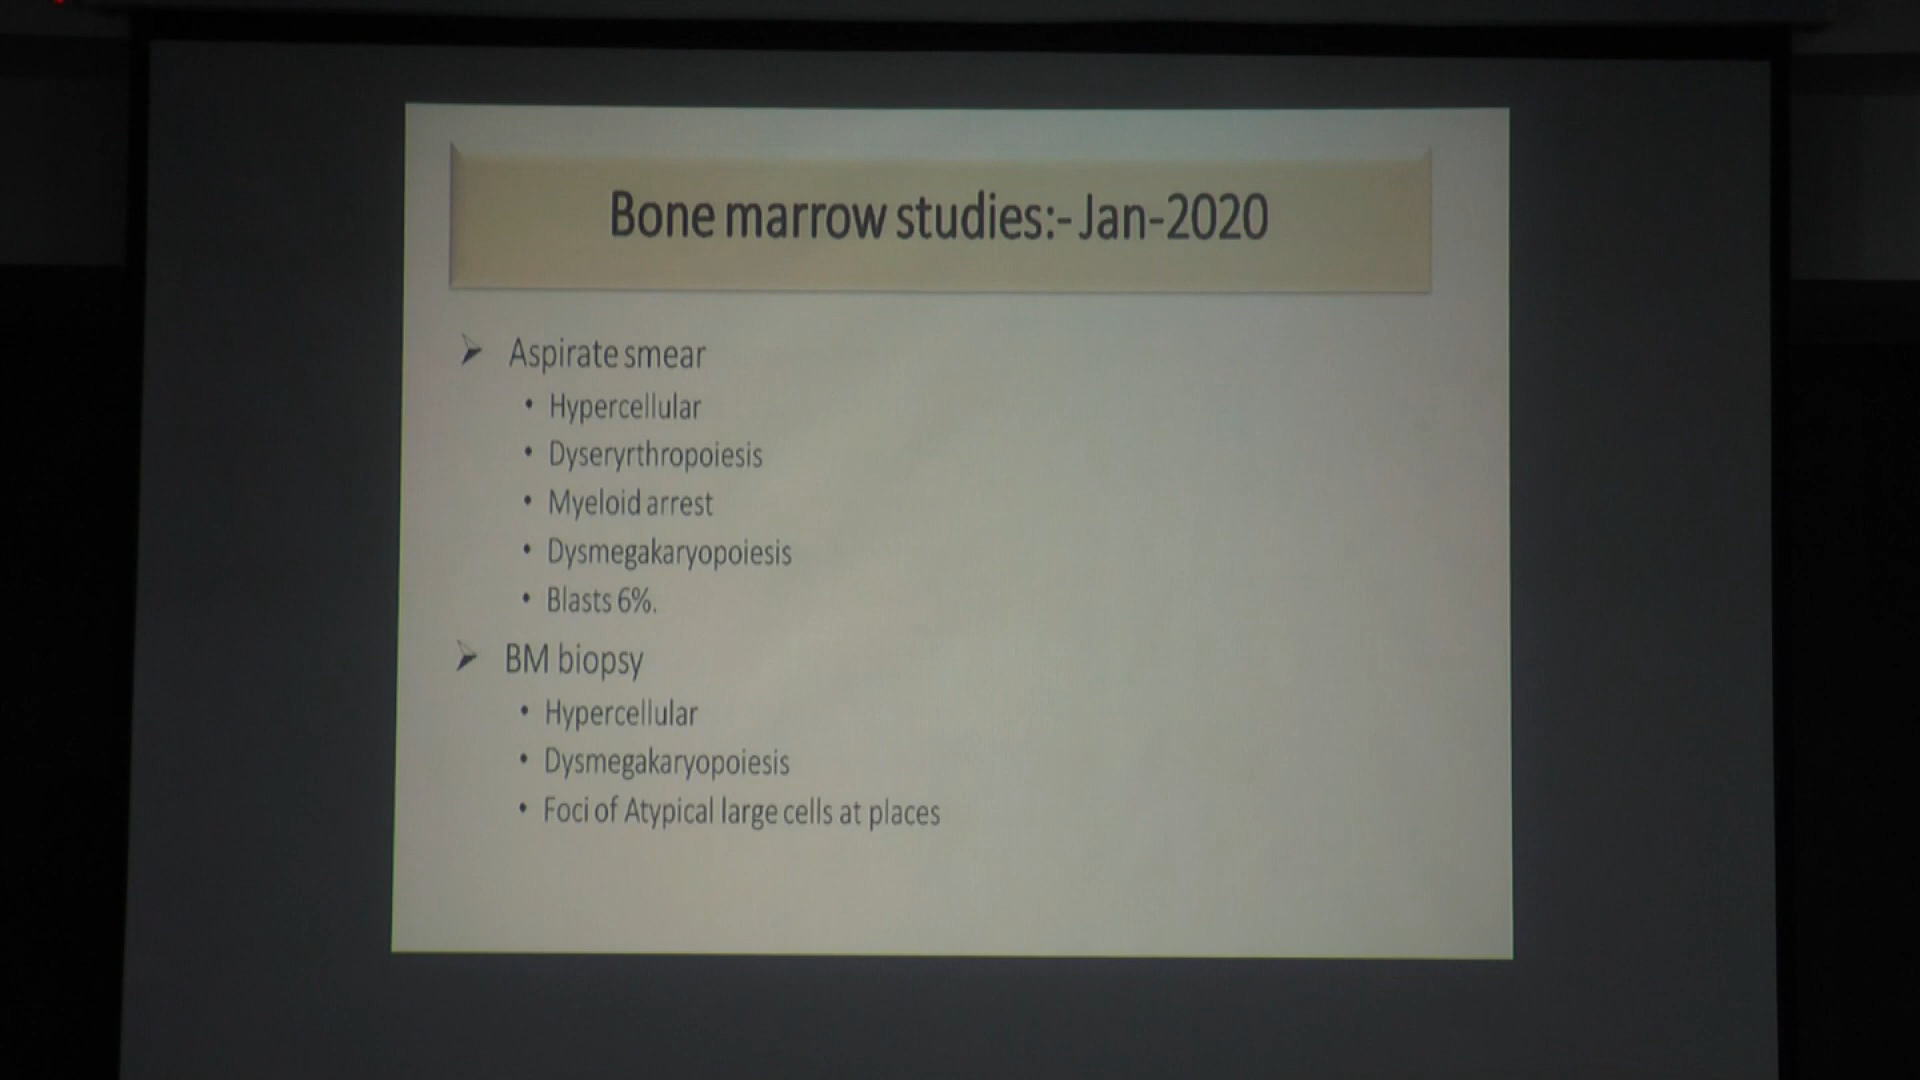 Bone marrow studies:- Jan-2020
➢ Aspirate smear
• Hypercellular
• Dyseryrthropoiesis
• Myeloid arrest
• Dysmegakaryopoiesis
• Blasts 6%.
➢ BM biopsy
• Hypercellular
• Dysmegakaryopoiesis
• Foci of Atypical large cells at places